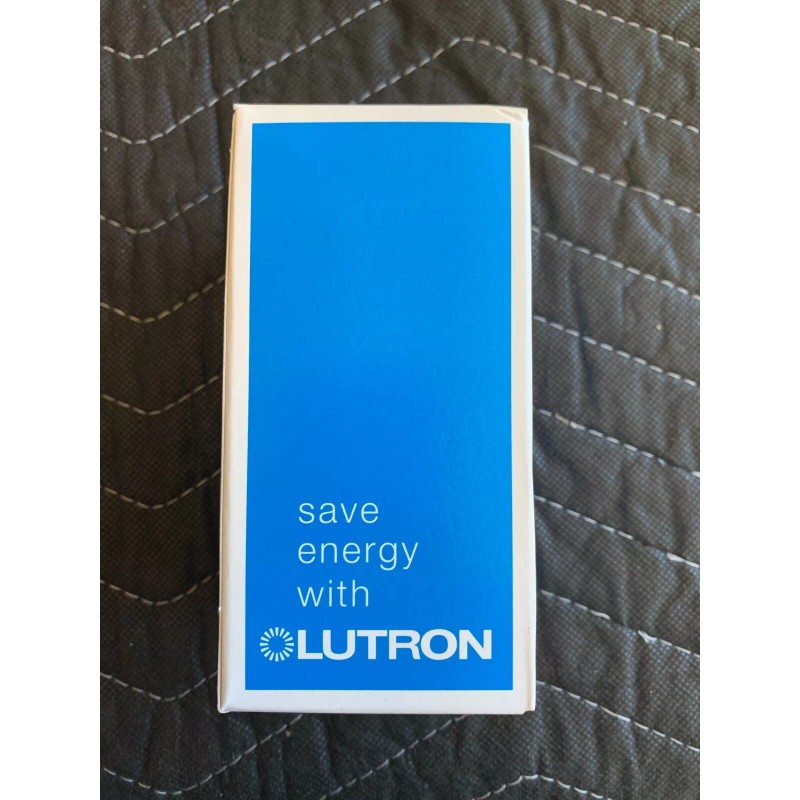 save
energy
with
LUTRON